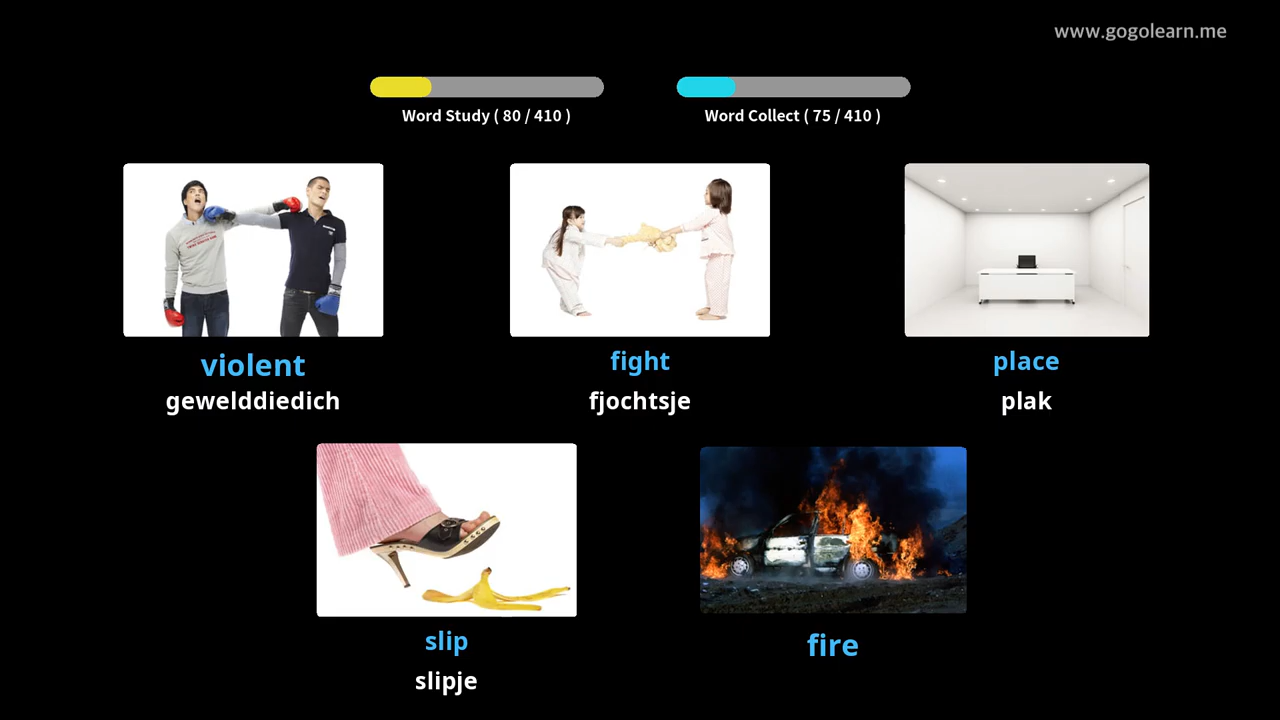 www.gogolearn.me
Word Study ( 80 / 410 )
Word Collect ( 75 / 410 )
violent
gewelddiedich
fight
fjochtsje
place
plak
slip
slipje
fire